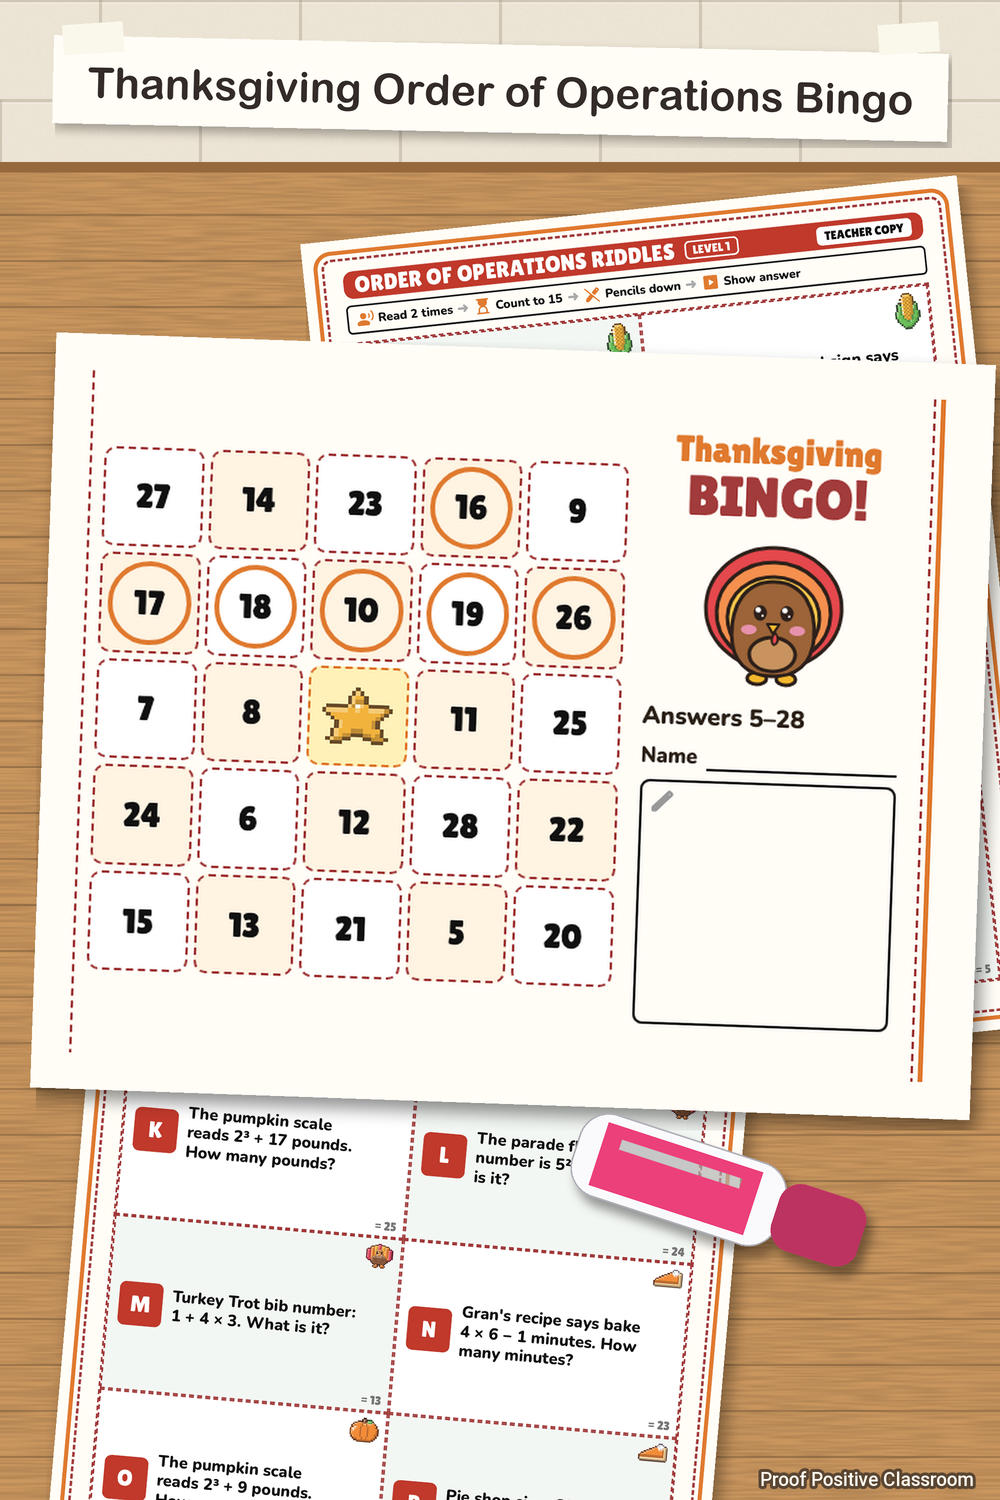 Thanksgiving Order of Operations Bingo
ORDER OF OPERATIONS RIDDLES LEVEL 1 TEACHER COPY
Read 2 times → Count to 15 → Pencils down → Show answer
says
27 14 23 16 9
17 18 10 19 26
7 8 11 25
24 6 12 28 22
15 13 21 5 20
Thanksgiving
BINGO!
Answers 5–28
Name
= 5
K
The pumpkin scale
reads 2³ + 17 pounds.
How many pounds?
= 25
L
The parade
number is 5²
is it?
= 24
M
Turkey Trot bib number:
1 + 4 × 3. What is it?
= 13
N
Gran's recipe says bake
4 × 6 − 1 minutes. How
many minutes?
= 23
O
The pumpkin scale
reads 2³ + 9 pounds.
Pie shop
Proof Positive Classroom